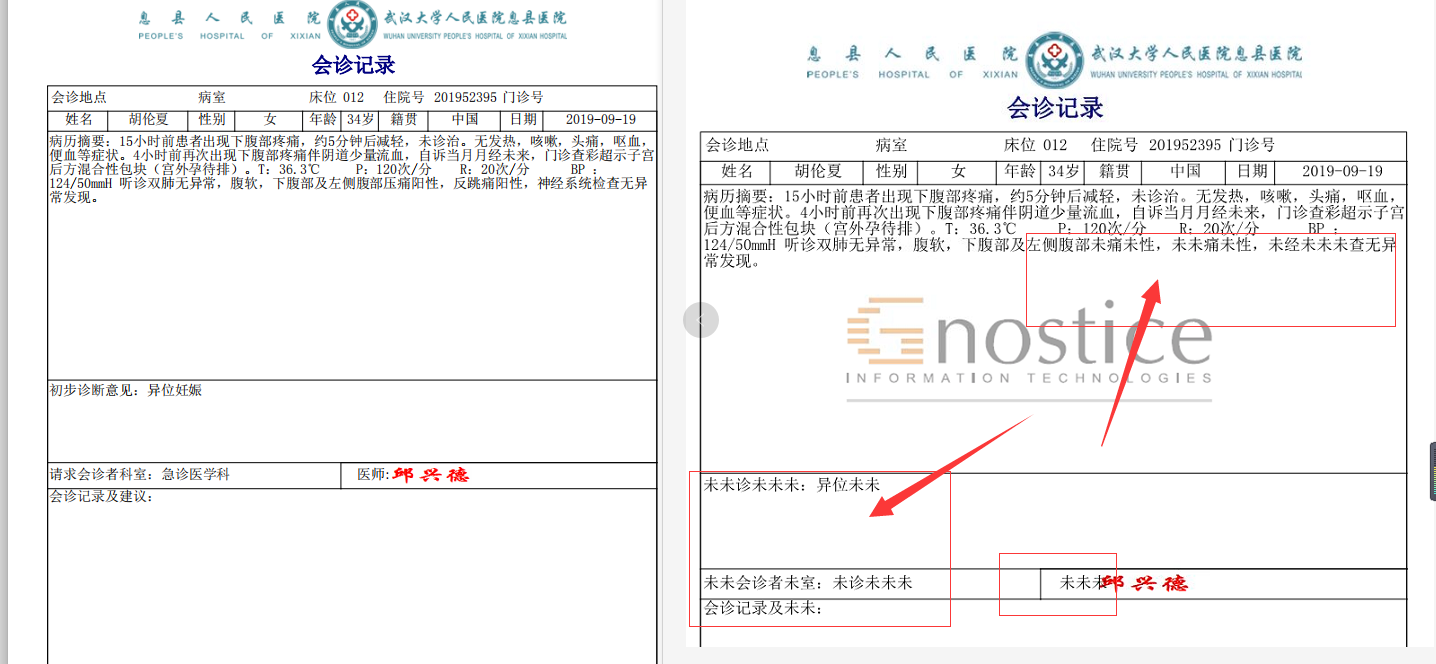 息县人民医院 武汉大学人民医院息县医院
PEOPLE'S HOSPITAL OF XIXIAN WUHAN UNIVERSITY PEOPLE'S HOSPITAL OF XIXIAN HOSPITAL
会诊记录
会诊地点 病室 床位 012 住院号 201952395 门诊号
姓名 胡伦夏 性别 女 年龄 34岁 籍贯 中国 日期 2019-09-19
病历摘要：15小时前患者出现下腹部疼痛，约5分钟后减轻，未诊治。无发热，咳嗽，头痛，呕血，
便血等症状。4小时前再次出现下腹部疼痛伴阴道少量流血，自诉当月月经未来，门诊查彩超示子宫
后方混合性包块（宫外孕待排）。T：36.3℃ P：120次/分 R：20次/分 BP：
124/50mmH 听诊双肺无异常，腹软，下腹部及左侧腹部压痛阳性，反跳痛阳性，神经系统检查无异
常发现。
初步诊断意见：异位妊娠
请求会诊者科室：急诊医学科 医师:邱兴德
会诊记录及建议：
息县人民医院 武汉大学人民医院息县医院
PEOPLE'S HOSPITAL OF XIXIAN WUHAN UNIVERSITY PEOPLE'S HOSPITAL OF XIXIAN HOSPITAL
会诊记录
会诊地点 病室 床位 012 住院号 201952395 门诊号
姓名 胡伦夏 性别 女 年龄 34岁 籍贯 中国 日期 2019-09-19
病历摘要：15小时前患者出现下腹部疼痛，约5分钟后减轻，未诊治。无发热，咳嗽，头痛，呕血，
便血等症状。4小时前再次出现下腹部疼痛伴阴道少量流血，自诉当月月经未来，门诊查彩超示子宫
后方混合性包块（宫外孕待排）。T：36.3℃ P：120次/分 R：20次/分 BP：
124/50mmH 听诊双肺无异常，腹软，下腹部及左侧腹部未痛未性，未未痛未性，未经未未未查无异
常发现。
Gnostice
INFORMATION TECHNOLOGIES
未未诊未未未：异位未未
未未会诊者未室：未诊未未未 未未未邱兴德
会诊记录及未未：